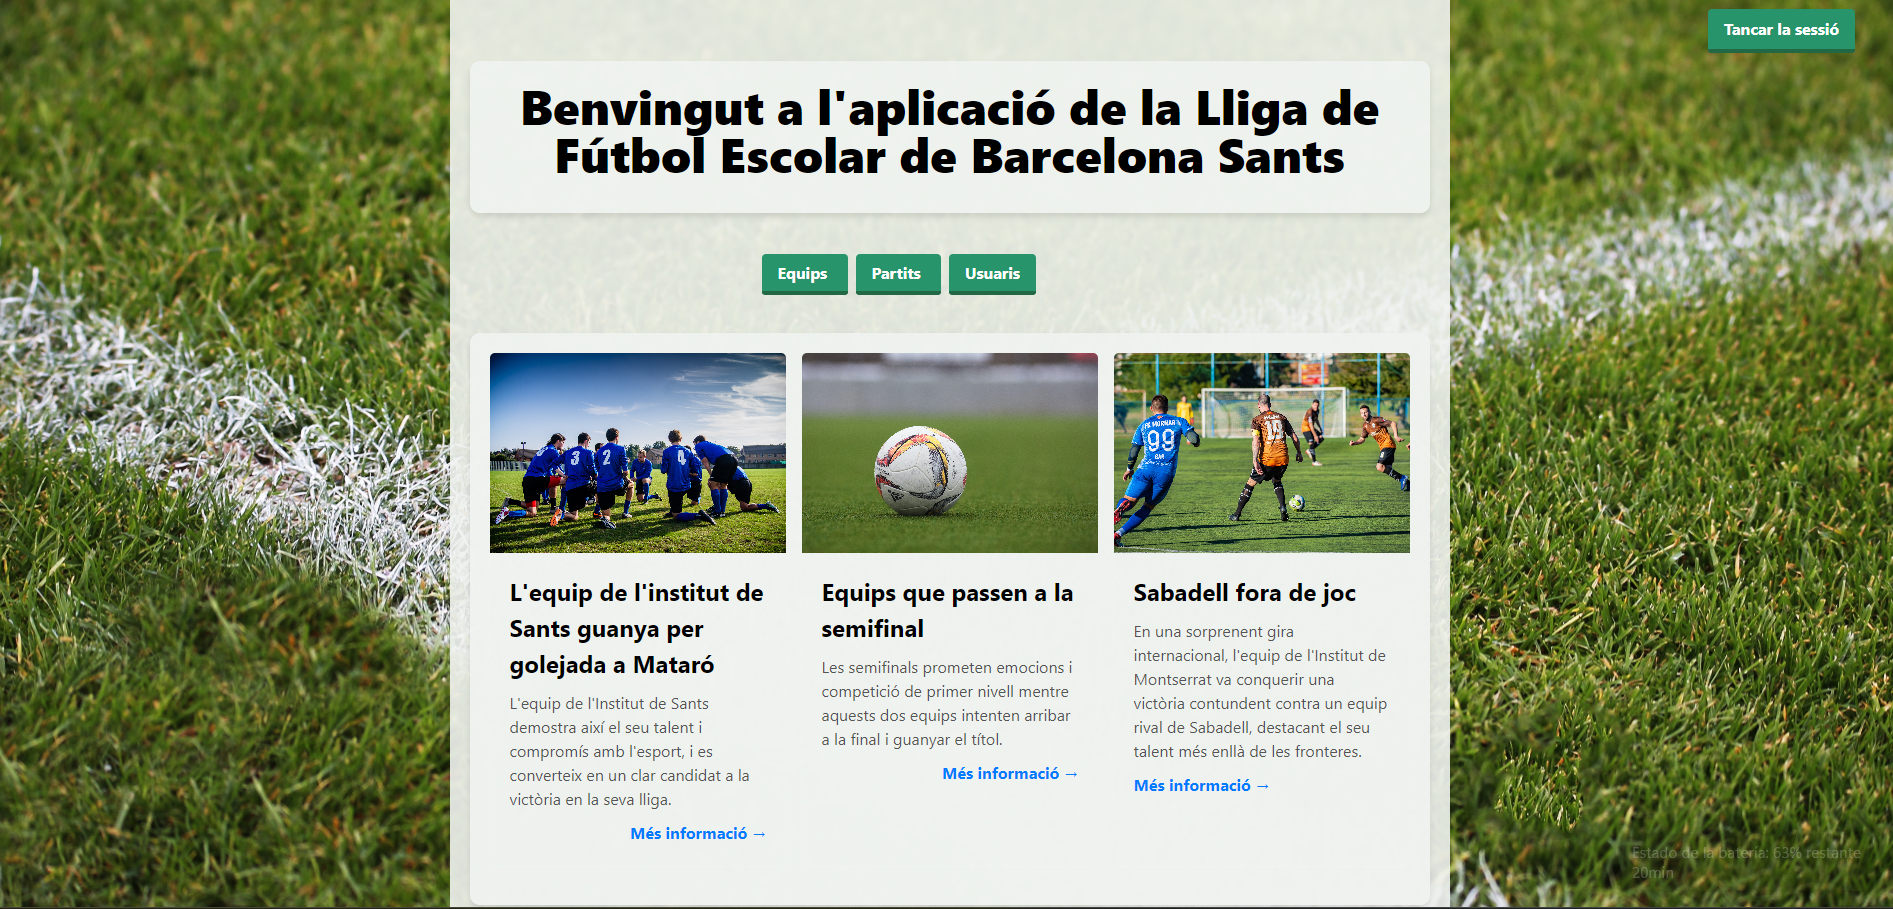 Tancar la sessió
Benvingut a l'aplicació de la Lliga de
Fútbol Escolar de Barcelona Sants
Equips
Partits
Usuaris
3
2
4
99
19
L'equip de l'institut de
Sants guanya per
golejada a Mataró
L'equip de l'Institut de Sants
demostra així el seu talent i
compromís amb l'esport, i es
converteix en un clar candidat a la
victòria en la seva lliga.
Més informació →
Equips que passen a la
semifinal
Les semifinals prometen emocions i
competició de primer nivell mentre
aquests dos equips intenten arribar
a la final i guanyar el títol.
Més informació →
Sabadell fora de joc
En una sorprenent gira
internacional, l'equip de l'Institut de
Montserrat va conquerir una
victòria contundent contra un equip
rival de Sabadell, destacant el seu
talent més enllà de les fronteres.
Més informació →
Estado de la batería: 63% restante
20min